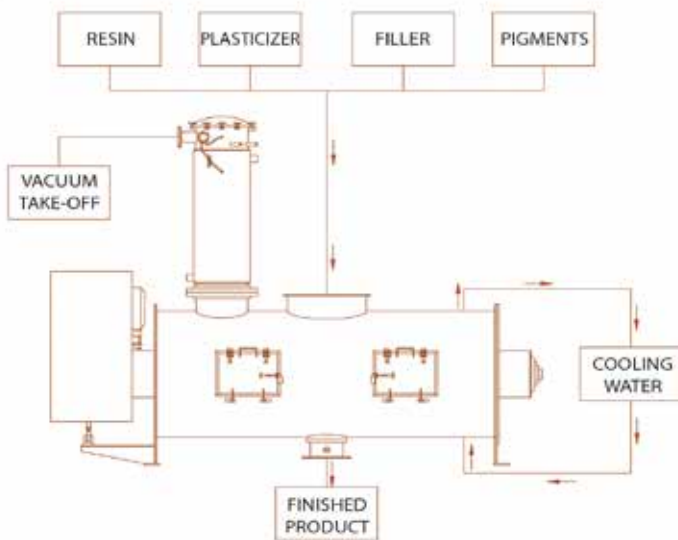 RESIN
PLASTICIZER
FILLER
PIGMENTS
VACUUM
TAKE-OFF
COOLING
WATER
FINISHED
PRODUCT